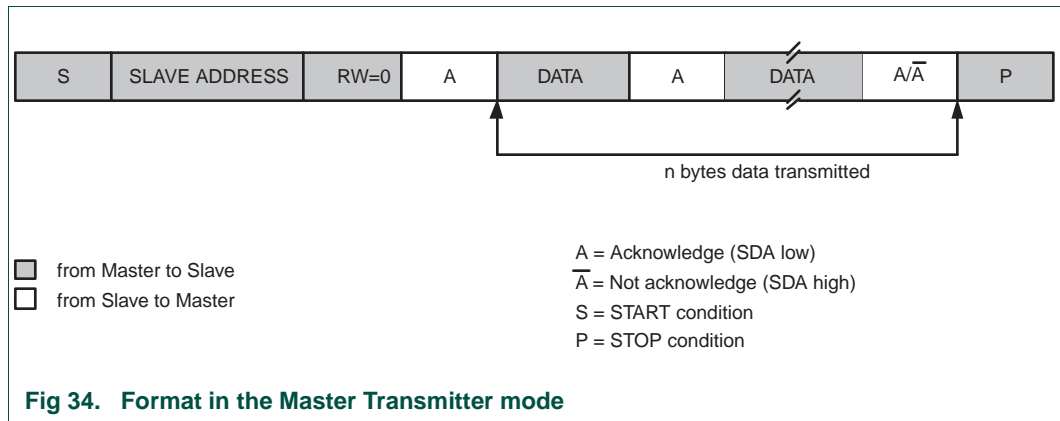 S SLAVE ADDRESS RW=0 A DATA A DATA A/A̅ P
n bytes data transmitted
from Master to Slave
from Slave to Master
A = Acknowledge (SDA low)
A̅ = Not acknowledge (SDA high)
S = START condition
P = STOP condition
Fig 34. Format in the Master Transmitter mode